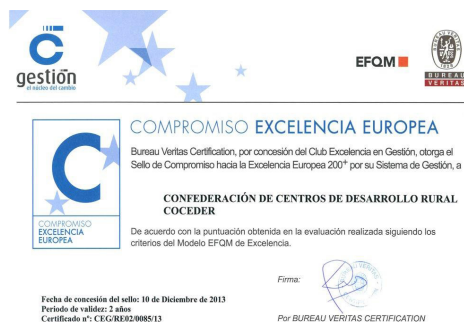 C
gestión
el núcleo del cambio
EFQM
BUREAU
VERITAS
COMPROMISO EXCELENCIA EUROPEA
Bureau Veritas Certification, por concesión del Club Excelencia en Gestión, otorga el
Sello de Compromiso hacia la Excelencia Europea 200+ por su Sistema de Gestión, a
CONFEDERACIÓN DE CENTROS DE DESARROLLO RURAL
COCEDER
C
COMPROMISO
EXCELENCIA
EUROPEA
De acuerdo con la puntuación obtenida en la evaluación realizada siguiendo los
criterios del Modelo EFQM de Excelencia.
Firma:
Fecha de concesión del sello: 10 de Diciembre de 2013
Periodo de validez: 2 años
Certificado nº: CEG/RE02/0085/13
Por BUREAU VERITAS CERTIFICATION